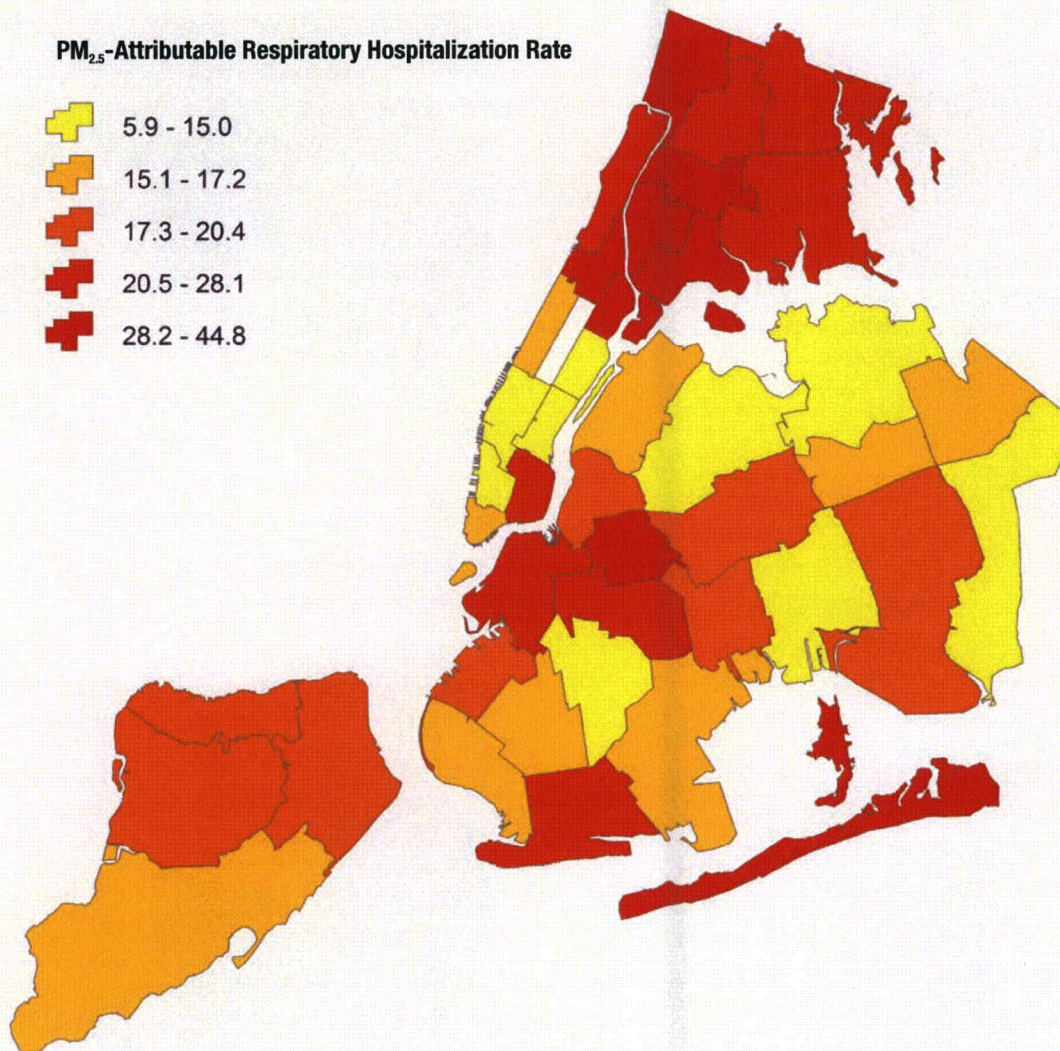 PM₂.₅-Attributable Respiratory Hospitalization Rate
5.9 - 15.0
15.1 - 17.2
17.3 - 20.4
20.5 - 28.1
28.2 - 44.8